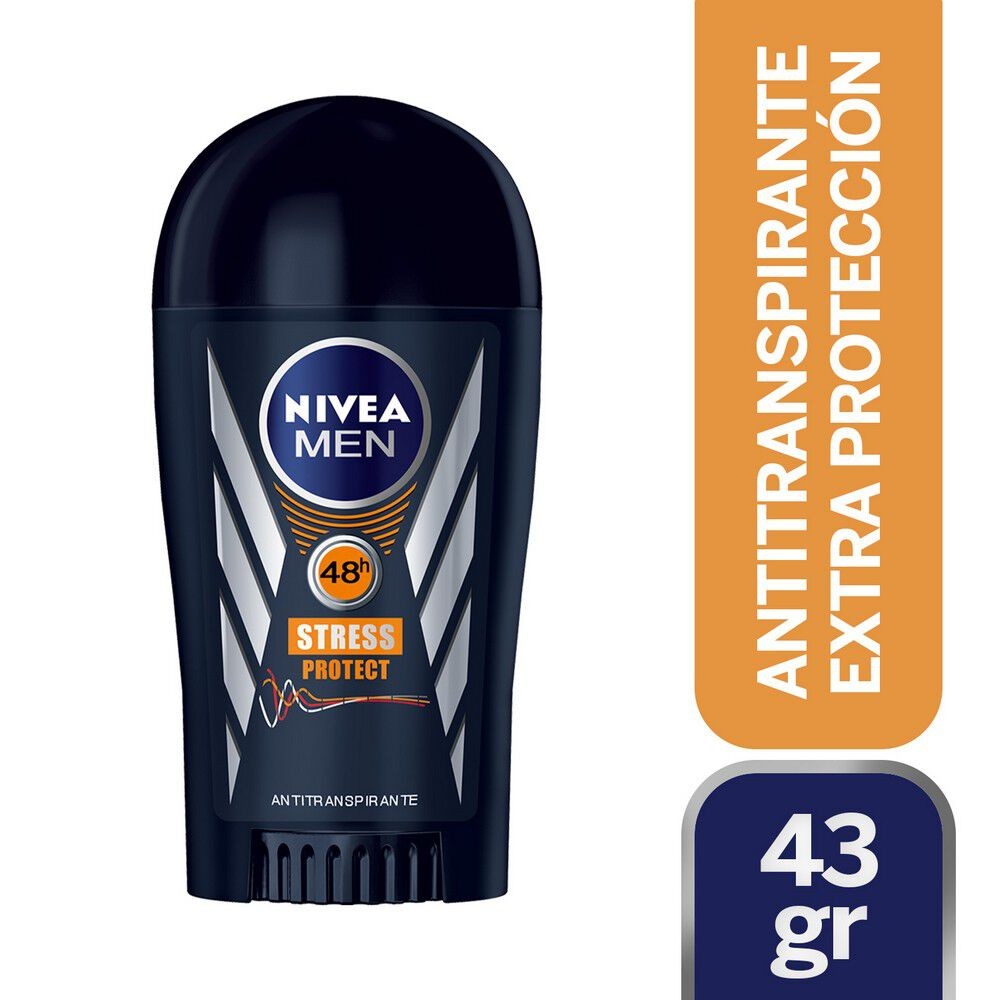 NIVEA
MEN
48h
STRESS
PROTECT
ANTITRANSPIRANTE
ANTITRANSPIRANTE
EXTRA PROTECCIÓN
43
gr